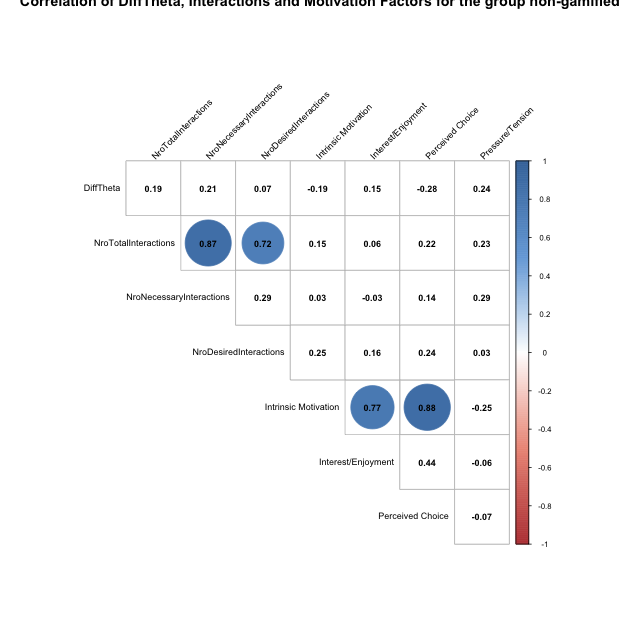 Correlation of DiffTheta, Interactions and Motivation Factors for the group non-gamified
NroTotalInteractions
NroNecessaryInteractions
NroDesiredInteractions
Intrinsic Motivation
Interest/Enjoyment
Perceived Choice
Pressure/Tension
DiffTheta 0.19 0.21 0.07 -0.19 0.15 -0.28 0.24
NroTotalInteractions 0.87 0.72 0.15 0.06 0.22 0.23
NroNecessaryInteractions 0.29 0.03 -0.03 0.14 0.29
NroDesiredInteractions 0.25 0.16 0.24 0.03
Intrinsic Motivation 0.77 0.88 -0.25
Interest/Enjoyment 0.44 -0.06
Perceived Choice -0.07
1
0.8
0.6
0.4
0.2
0
-0.2
-0.4
-0.6
-0.8
-1